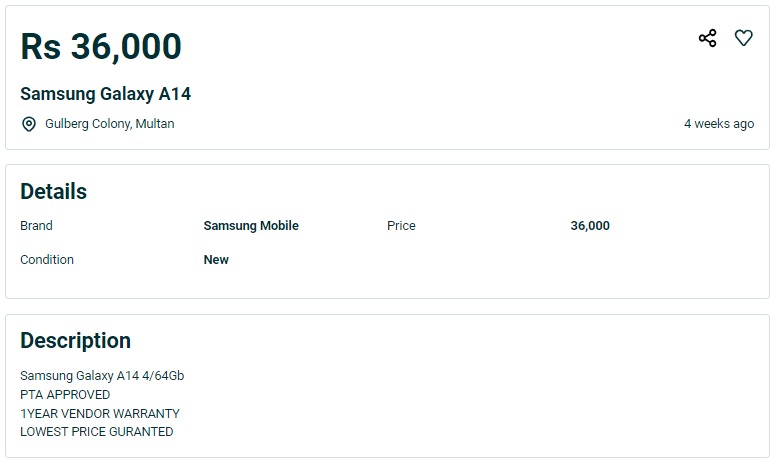 Rs 36,000
Samsung Galaxy A14
Gulberg Colony, Multan
4 weeks ago
Details
Brand
Samsung Mobile
Price
36,000
Condition
New
Description
Samsung Galaxy A14 4/64Gb
PTA APPROVED
1YEAR VENDOR WARRANTY
LOWEST PRICE GURANTED